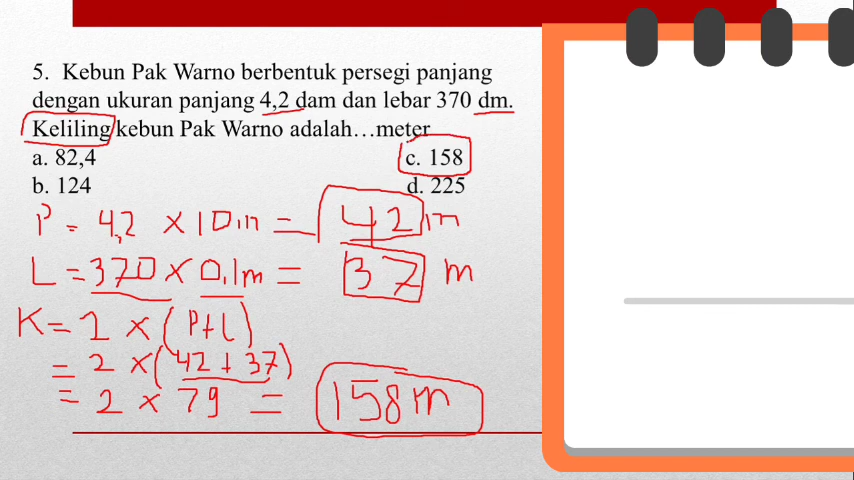 5. Kebun Pak Warno berbentuk persegi panjang
dengan ukuran panjang 4,2 dam dan lebar 370 dm.
Keliling kebun Pak Warno adalah…meter
a. 82,4
c. 158
b. 124
d. 225
P = 4,2 × 10 m = 42 m
L = 370 × 0,1 m = 37 m
K = 2 × (P+L)
= 2 × (42 + 37)
= 2 × 79 = 158 m